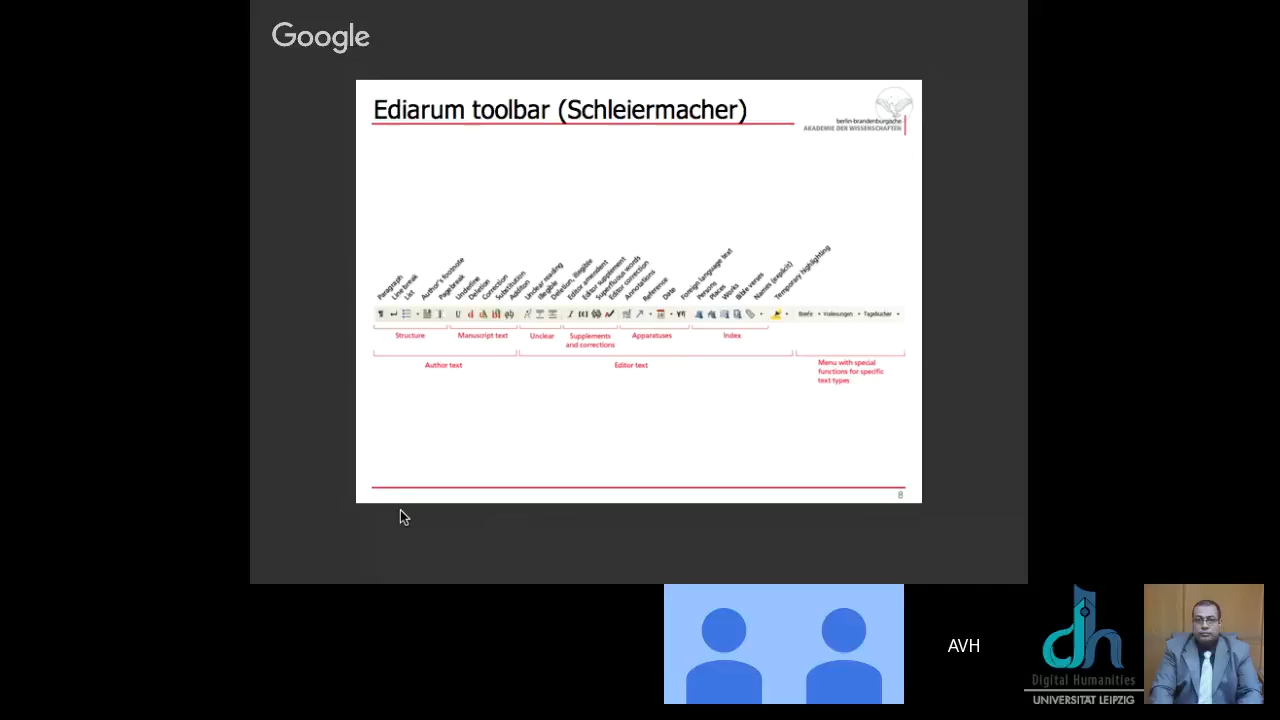 Google
Ediarum toolbar (Schleiermacher)
berlin-brandenburgische
AKADEMIE DER WISSENSCHAFTEN
Paragraph
Line break
List
Author's footnote
Pagebreak
Underline
Deletion
Correction
Substitution
Addition
Unclear reading
Illegible
Deletion, illegible
Editor amendent
Editor supplement
Superfluous words
Editor correction
Annotations
Reference
Date
Foreign language text
Persons
Places
Works
Bible verses
Names (explicit)
Temporary highlighting
Briefe Vorlesungen Tagebücher
Structure
Manuscript text
Unclear
Supplements
and corrections
Apparatuses
Index
Author text
Editor text
Menu with special
functions for specific
text types
8
AVH
dh
Digital Humanities
UNIVERSITÄT LEIPZIG